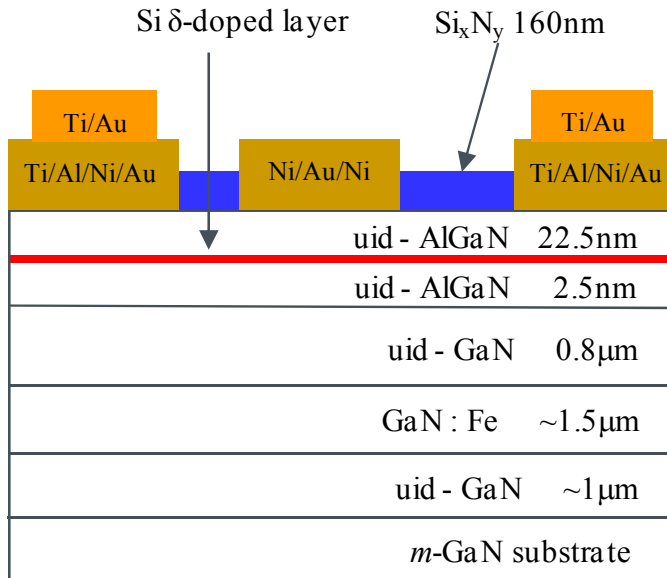 Si δ-doped layer
Si_xN_y 160nm
Ti/Au
Ti/Au
Ti/Al/Ni/Au
Ni/Au/Ni
Ti/Al/Ni/Au
uid - AlGaN 22.5nm
uid - AlGaN 2.5nm
uid - GaN 0.8μm
GaN : Fe ~1.5μm
uid - GaN ~1μm
m-GaN substrate